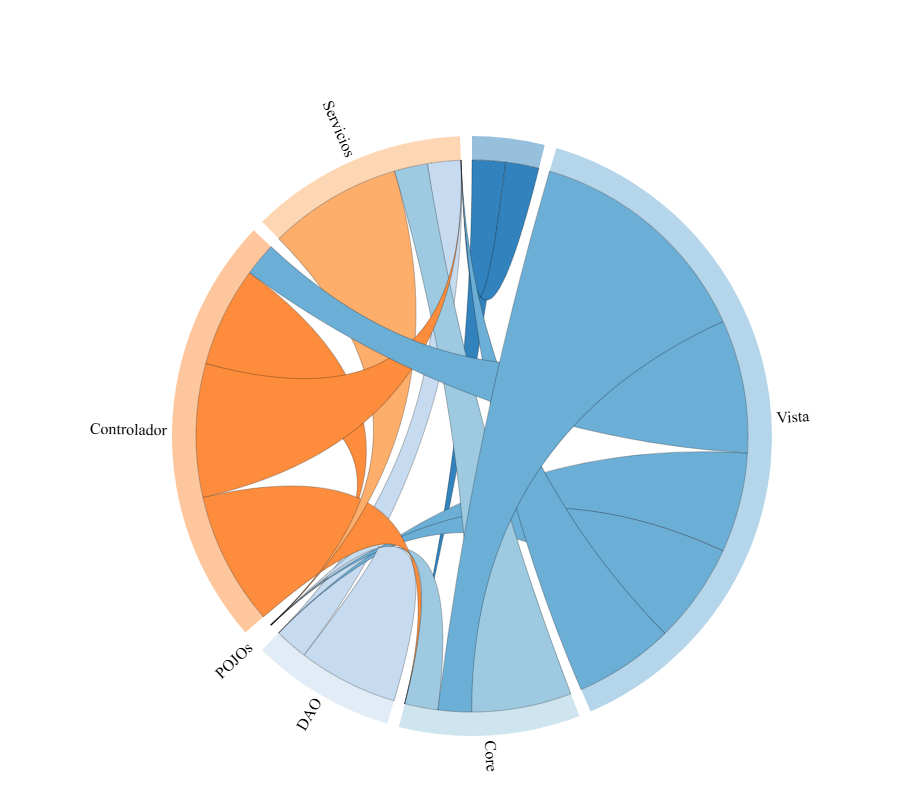 Servicios
Vista
Controlador
POJOs
DAO
Core